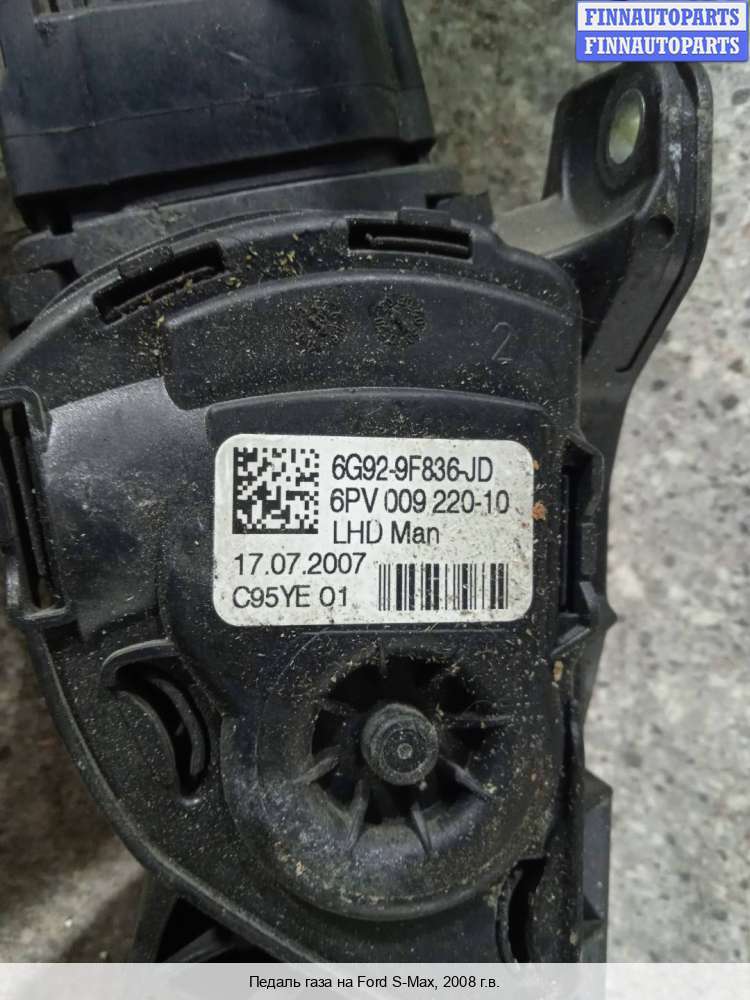 FINNAUTOPARTS
FINNAUTOPARTS
2
6G92-9F836-JD
6PV 009 220-10
LHD Man
17.07.2007
C95YE 01
Педаль газа на Ford S-Max, 2008 г.в.